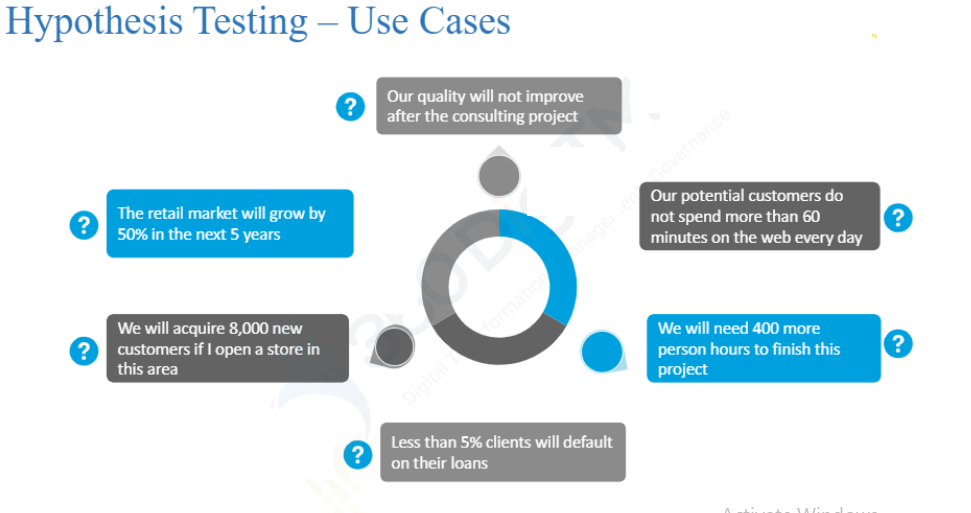 Hypothesis Testing – Use Cases
?
Our quality will not improve
after the consulting project
?
The retail market will grow by
50% in the next 5 years
Our potential customers do
not spend more than 60
minutes on the web every day
?
?
We will acquire 8,000 new
customers if I open a store in
this area
We will need 400 more
person hours to finish this
project
?
?
Less than 5% clients will default
on their loans
Activate Windows